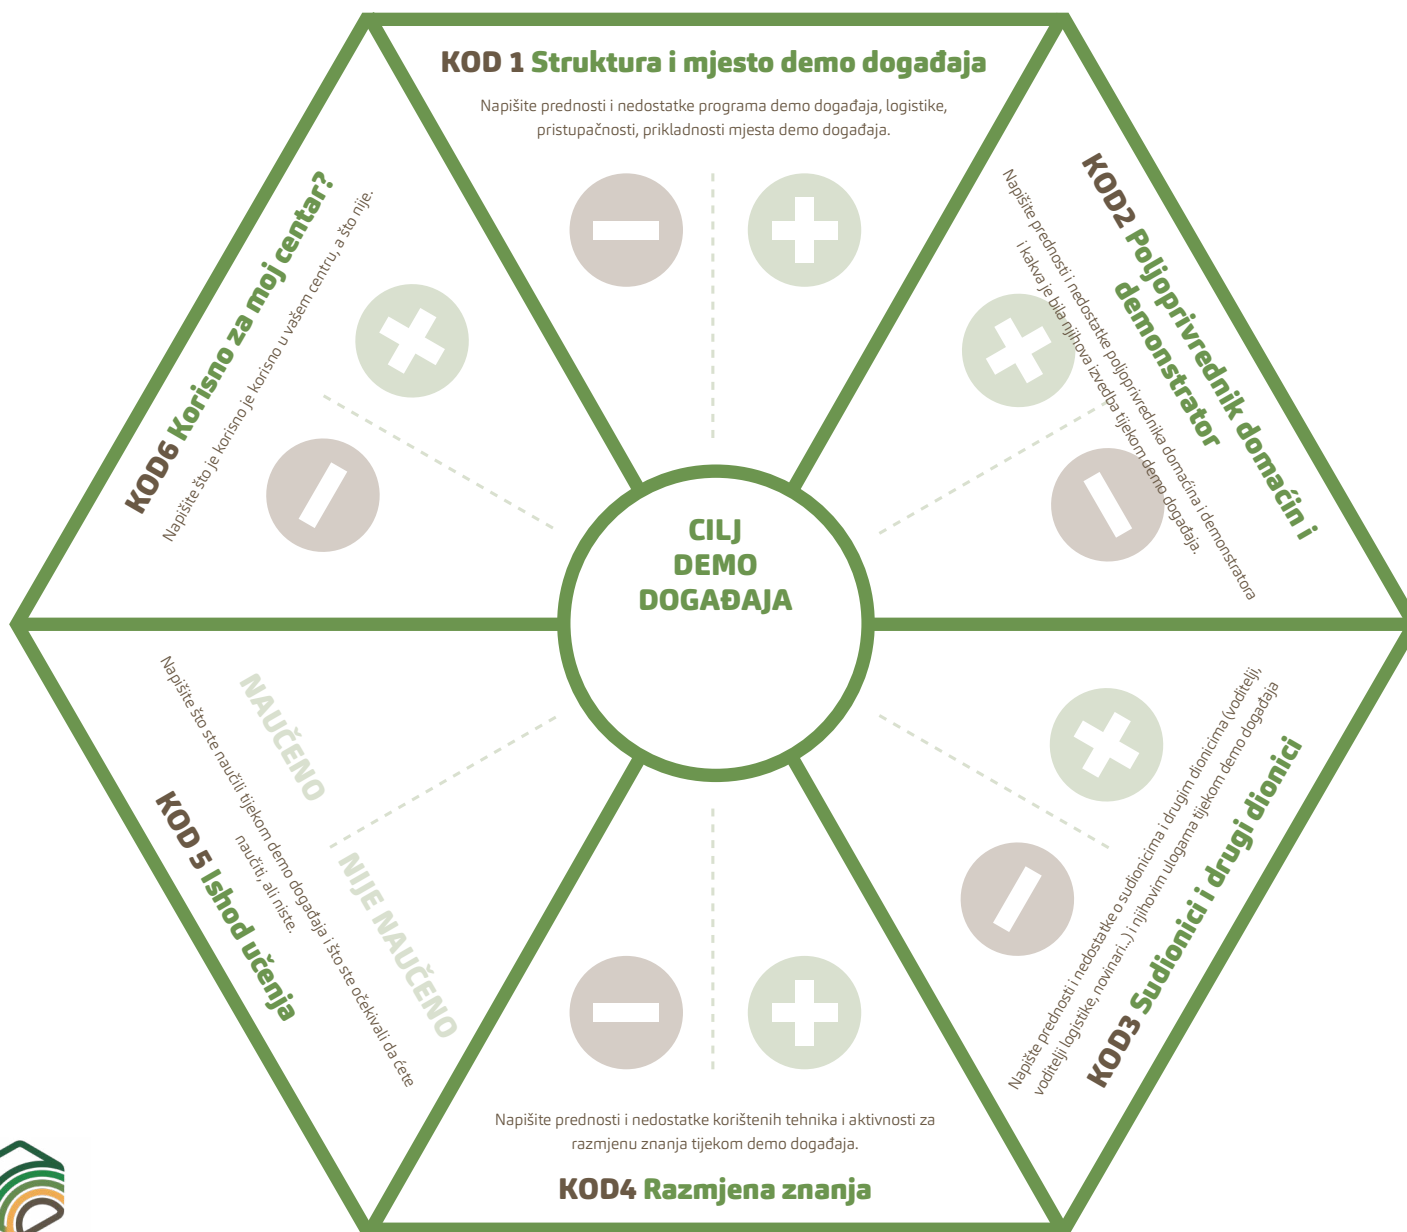 KOD 1 Struktura i mjesto demo događaja
Napišite prednosti i nedostatke programa demo događaja, logistike,
pristupačnosti, prikladnosti mjesta demo događaja.
KOD2 Poljoprivrednik domaćin i
demonstrator
Napišite prednosti i nedostatke poljoprivrednika domaćina i demonstratora
i kakva je bila njihova izvedba tijekom demo događaja.
Napište prednosti i nedostatke o sudionicima i drugim dionicima (voditelji,
voditelji logistike, novinari...) i njihovim ulogama tijekom demo događaja
KOD3 Sudionici i drugi dionici
Napišite prednosti i nedostatke korištenih tehnika i aktivnosti za
razmjenu znanja tijekom demo događaja.
KOD4 Razmjena znanja
NAUČENO
NIJE NAUČENO
Napišite što ste naučili tijekom demo događaja i što ste očekivali da ćete
naučiti, ali niste.
KOD 5 Ishod učenja
KOD6 Korisno za moj centar?
Napišite što je korisno je korisno u vašem centru, a što nije.
CILJ
DEMO
DOGAĐAJA